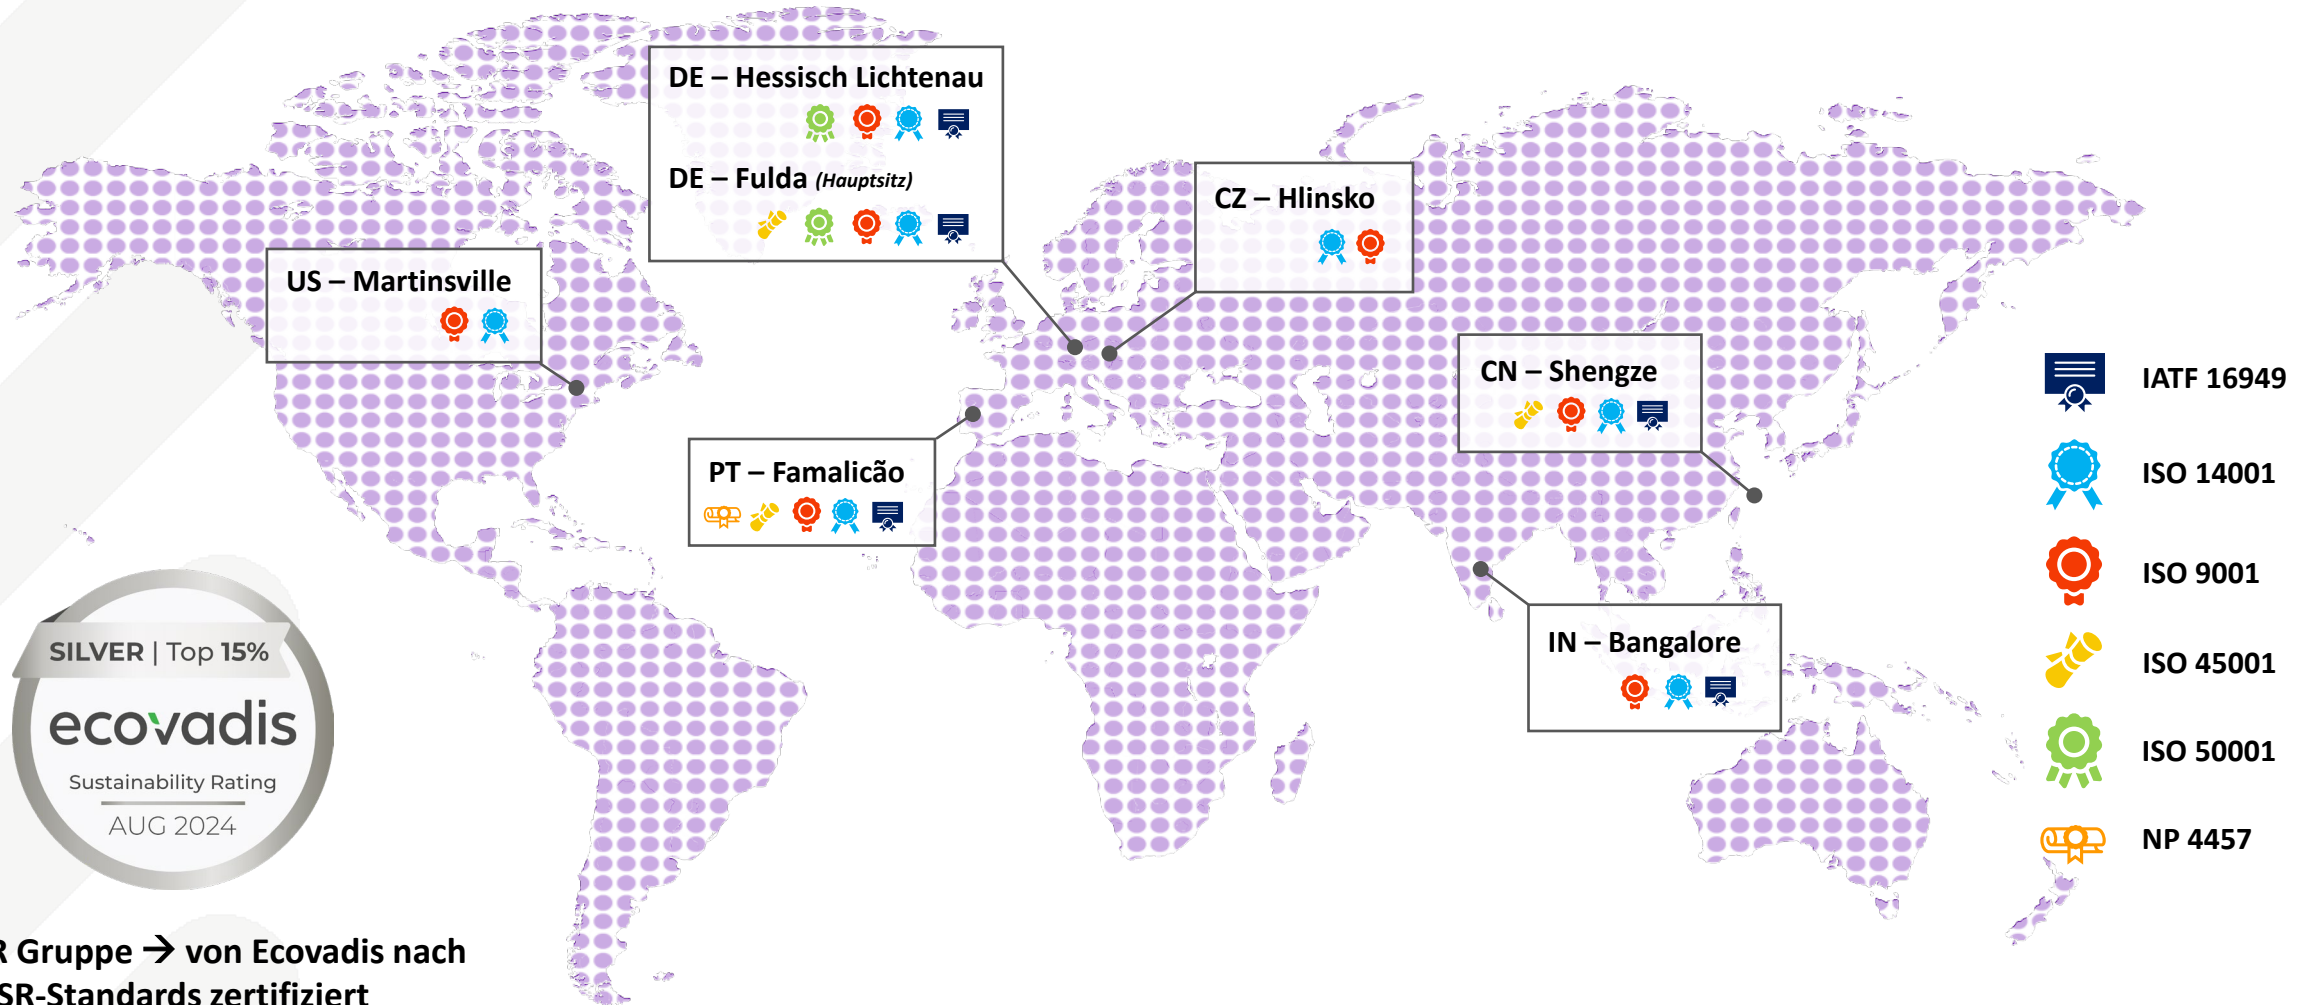 DE – Hessisch Lichtenau
DE – Fulda (Hauptsitz)
CZ – Hlinsko
US – Martinsville
CN – Shengze
PT – Famalicão
IN – Bangalore
IATF 16949
ISO 14001
ISO 9001
ISO 45001
ISO 50001
NP 4457
SILVER | Top 15%
ecovadis
Sustainability Rating
AUG 2024
Gruppe → von Ecovadis nach
SR-Standards zertifiziert